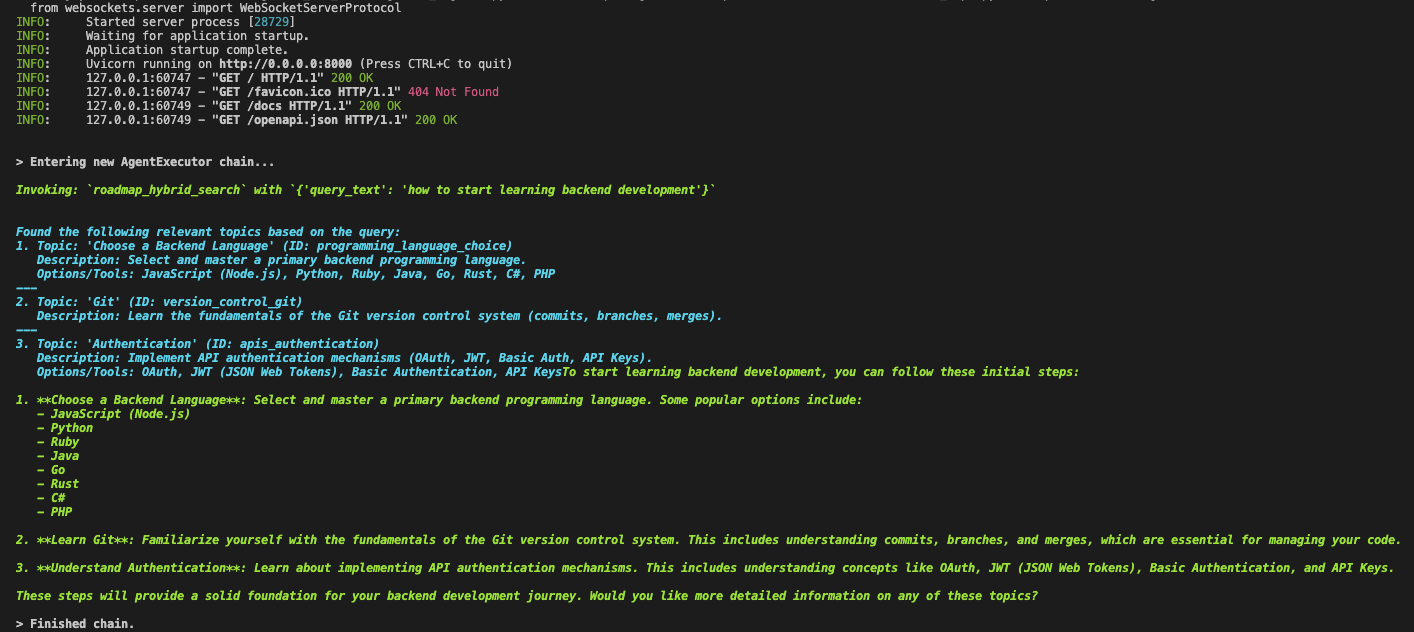 from websockets.server import WebSocketServerProtocol
INFO:     Started server process [28729]
INFO:     Waiting for application startup.
INFO:     Application startup complete.
INFO:     Uvicorn running on http://0.0.0.0:8000 (Press CTRL+C to quit)
INFO:     127.0.0.1:60747 - "GET / HTTP/1.1" 200 OK
INFO:     127.0.0.1:60747 - "GET /favicon.ico HTTP/1.1" 404 Not Found
INFO:     127.0.0.1:60749 - "GET /docs HTTP/1.1" 200 OK
INFO:     127.0.0.1:60749 - "GET /openapi.json HTTP/1.1" 200 OK
> Entering new AgentExecutor chain...
Invoking: `roadmap_hybrid_search` with `{'query_text': 'how to start learning backend development'}`
Found the following relevant topics based on the query:
1. Topic: 'Choose a Backend Language' (ID: programming_language_choice)
   Description: Select and master a primary backend programming language.
   Options/Tools: JavaScript (Node.js), Python, Ruby, Java, Go, Rust, C#, PHP
---
2. Topic: 'Git' (ID: version_control_git)
   Description: Learn the fundamentals of the Git version control system (commits, branches, merges).
---
3. Topic: 'Authentication' (ID: apis_authentication)
   Description: Implement API authentication mechanisms (OAuth, JWT, Basic Auth, API Keys).
   Options/Tools: OAuth, JWT (JSON Web Tokens), Basic Authentication, API KeysTo start learning backend development, you can follow these initial steps:
1. **Choose a Backend Language**: Select and master a primary backend programming language. Some popular options include:
   - JavaScript (Node.js)
   - Python
   - Ruby
   - Java
   - Go
   - Rust
   - C#
   - PHP
2. **Learn Git**: Familiarize yourself with the fundamentals of the Git version control system. This includes understanding commits, branches, and merges, which are essential for managing your code.
3. **Understand Authentication**: Learn about implementing API authentication mechanisms. This includes understanding concepts like OAuth, JWT (JSON Web Tokens), Basic Authentication, and API Keys.
These steps will provide a solid foundation for your backend development journey. Would you like more detailed information on any of these topics?
> Finished chain.